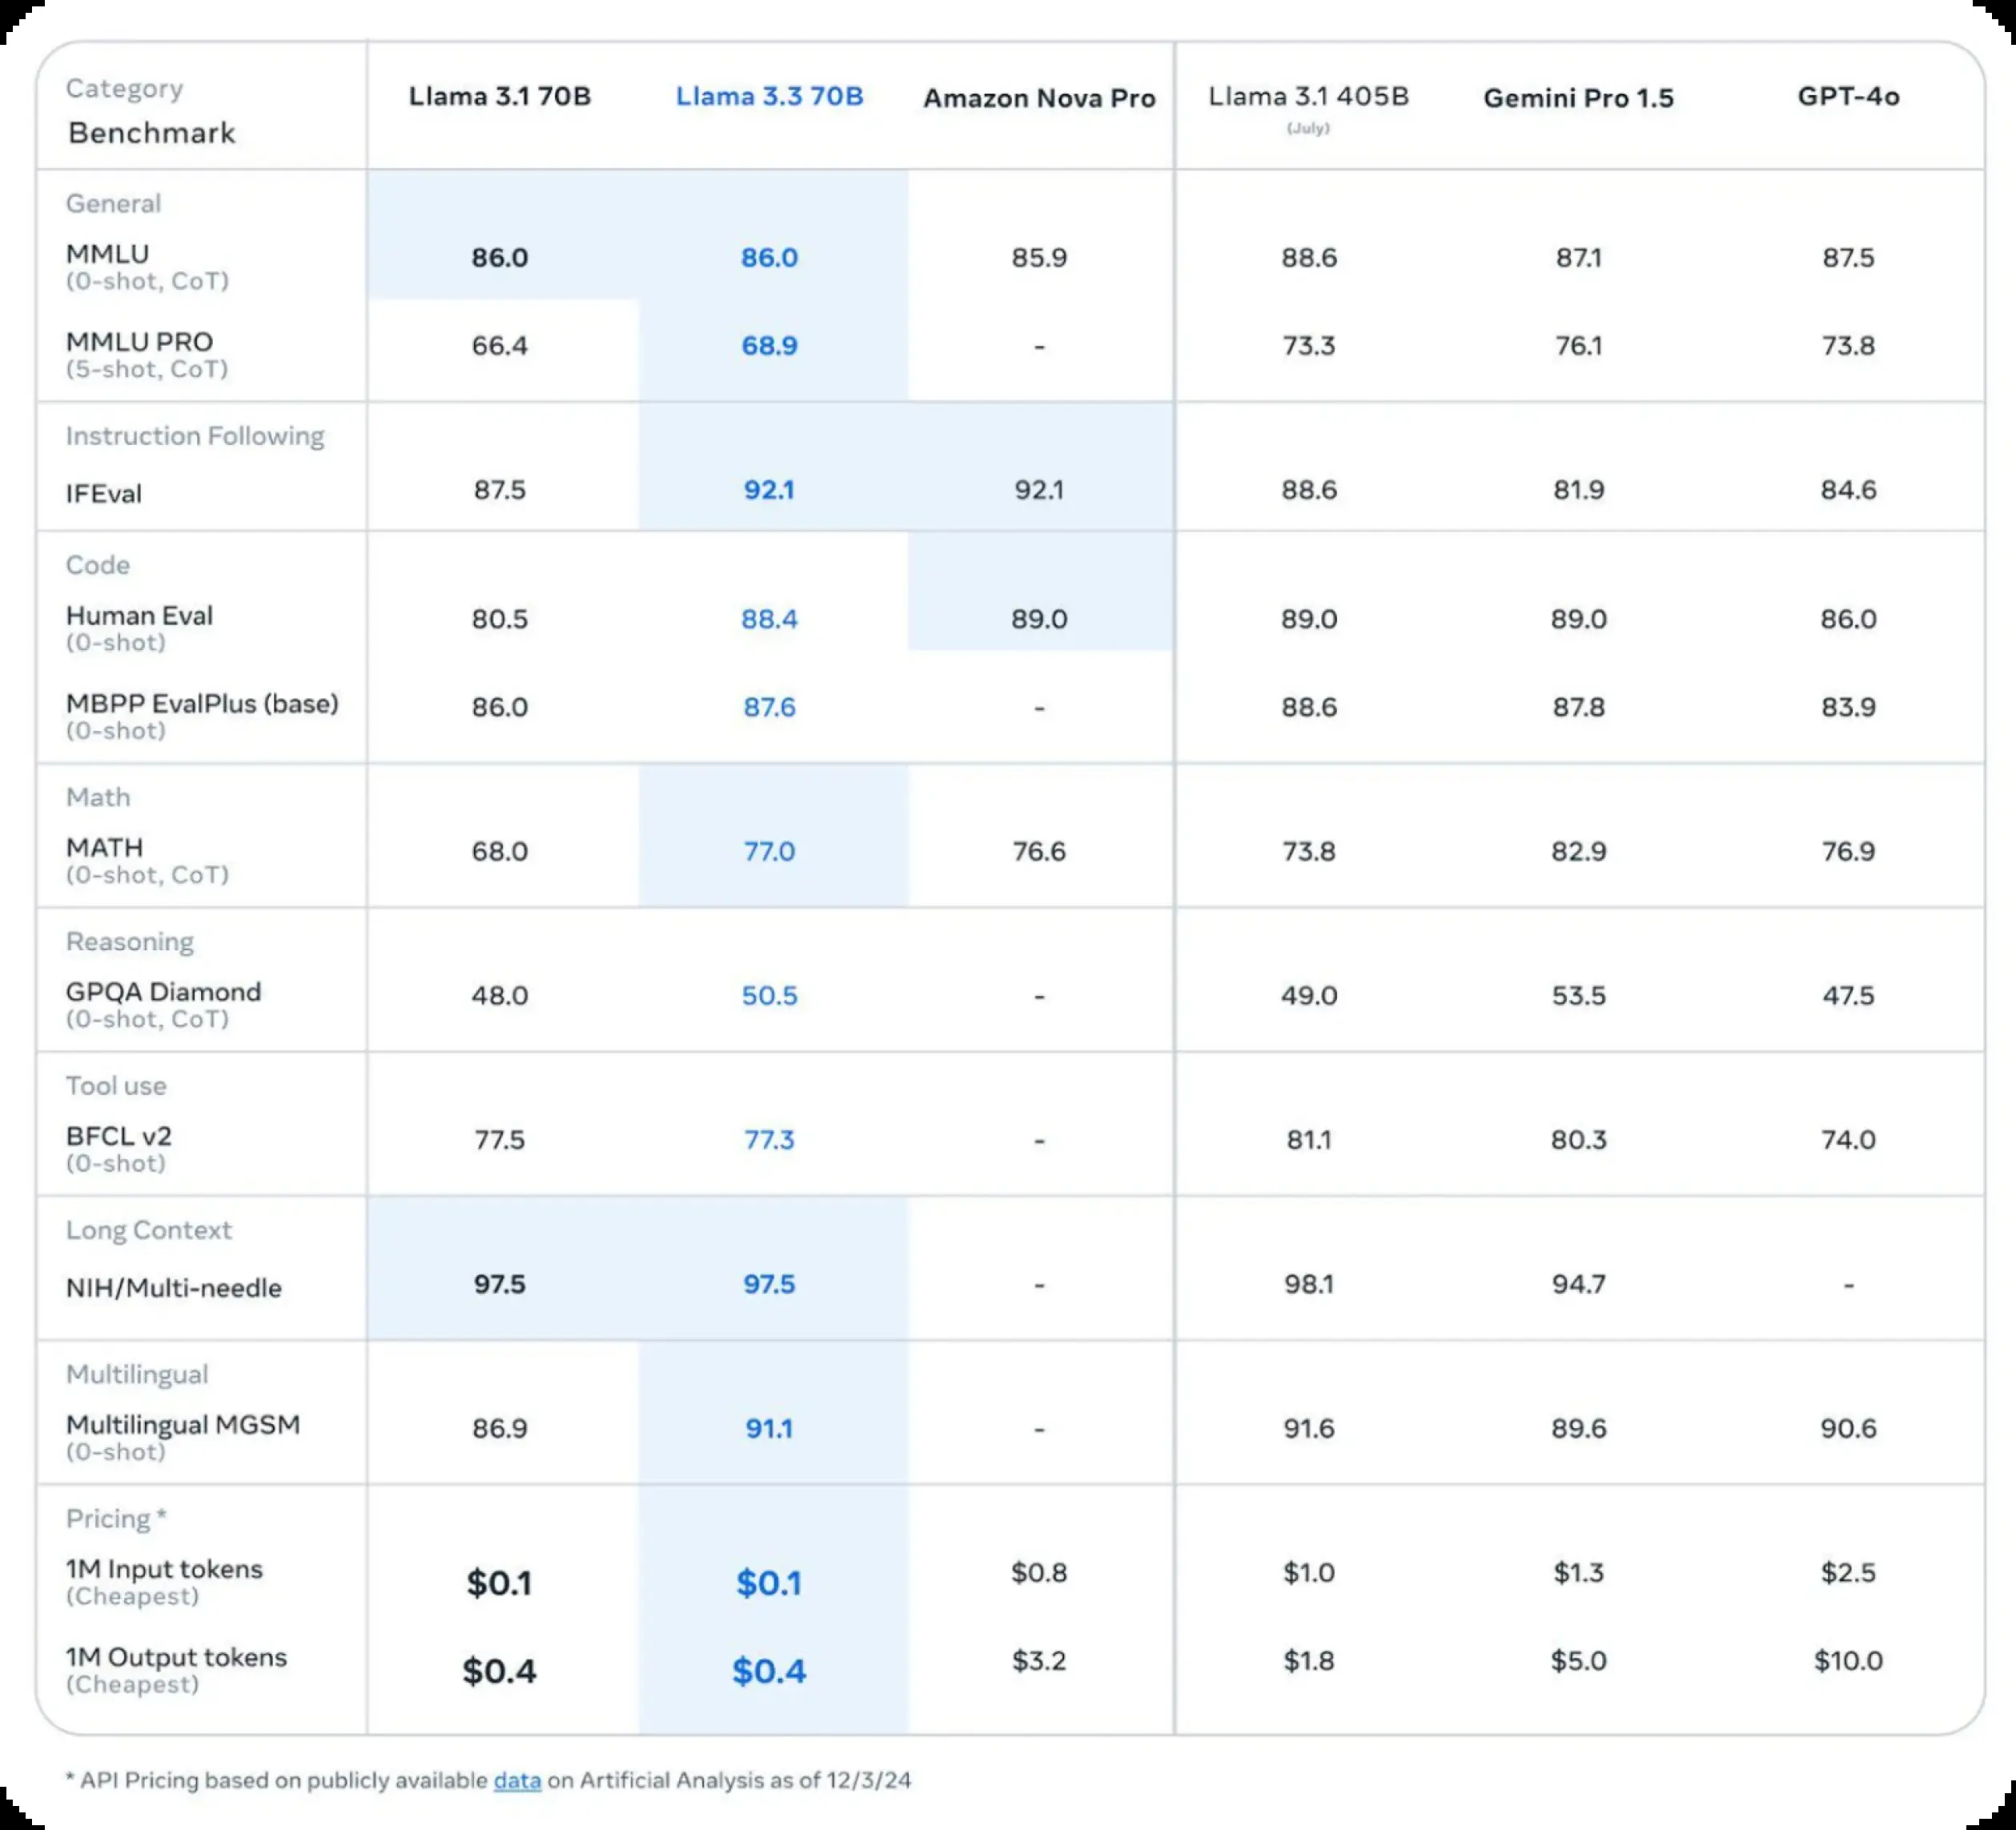 Category
Benchmark
Llama 3.1 70B
Llama 3.3 70B
Amazon Nova Pro
Llama 3.1 405B
(July)
Gemini Pro 1.5
GPT-4o
General
MMLU
(0-shot, CoT)
86.0
86.0
85.9
88.6
87.1
87.5
MMLU PRO
(5-shot, CoT)
66.4
68.9
-
73.3
76.1
73.8
Instruction Following
IFEval
87.5
92.1
92.1
88.6
81.9
84.6
Code
Human Eval
(0-shot)
80.5
88.4
89.0
89.0
89.0
86.0
MBPP EvalPlus (base)
(0-shot)
86.0
87.6
-
88.6
87.8
83.9
Math
MATH
(0-shot, CoT)
68.0
77.0
76.6
73.8
82.9
76.9
Reasoning
GPQA Diamond
(0-shot, CoT)
48.0
50.5
-
49.0
53.5
47.5
Tool use
BFCL v2
(0-shot)
77.5
77.3
-
81.1
80.3
74.0
Long Context
NIH/Multi-needle
97.5
97.5
-
98.1
94.7
-
Multilingual
Multilingual MGSM
(0-shot)
86.9
91.1
-
91.6
89.6
90.6
Pricing *
1M Input tokens
(Cheapest)
$0.1
$0.1
$0.8
$1.0
$1.3
$2.5
1M Output tokens
(Cheapest)
$0.4
$0.4
$3.2
$1.8
$5.0
$10.0
* API Pricing based on publicly available data on Artificial Analysis as of 12/3/24